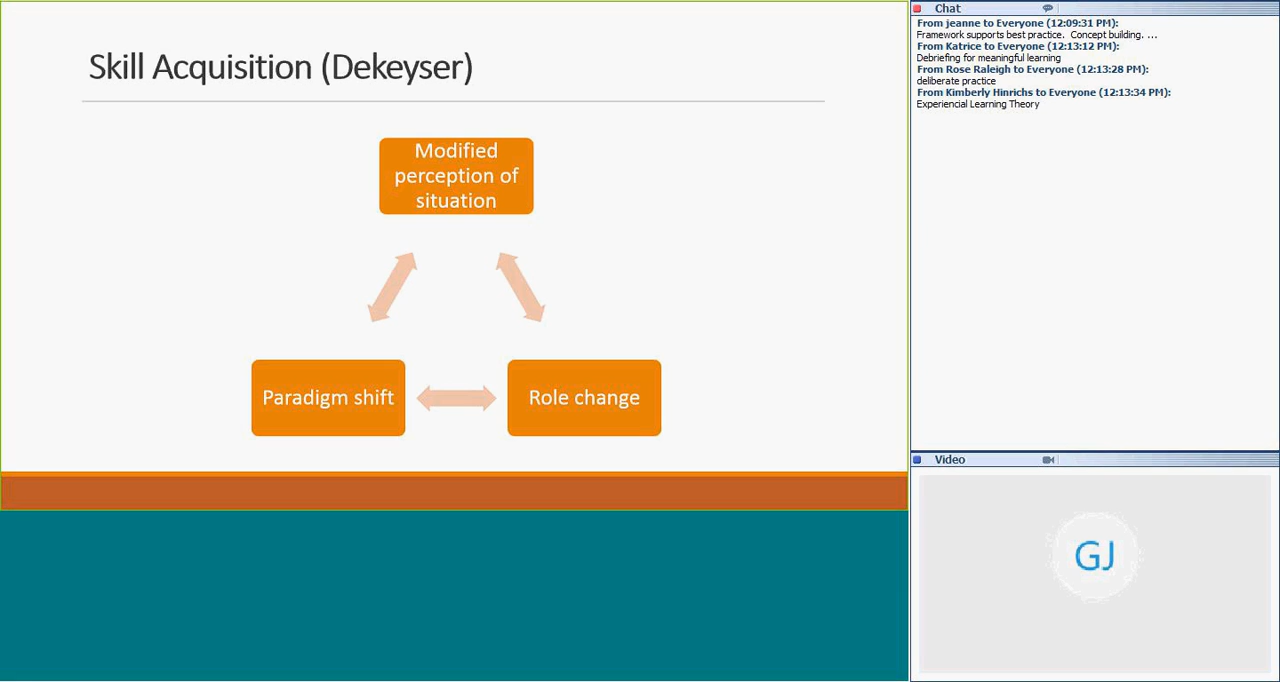 Skill Acquisition (Dekeyser)
Modified
perception of
situation
Paradigm shift
Role change
Chat
From jeanne to Everyone (12:09:31 PM):
Framework supports best practice.  Concept building. ...
From Katrice to Everyone (12:13:12 PM):
Debriefing for meaningful learning
From Rose Raleigh to Everyone (12:13:28 PM):
deliberate practice
From Kimberly Hinrichs to Everyone (12:13:34 PM):
Experiencial Learning Theory
Video
GJ